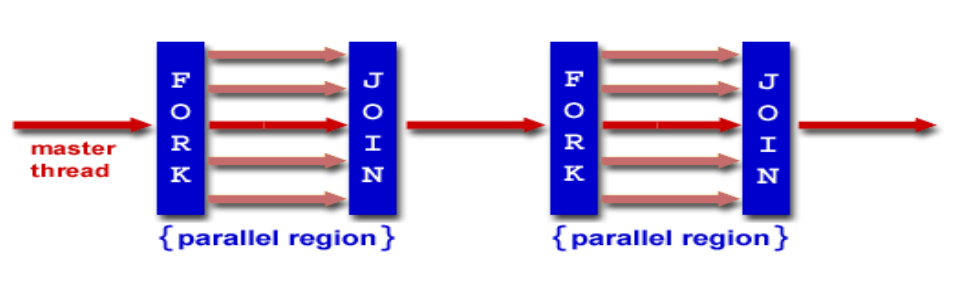 master
thread
FORK
JOIN
{parallel region}
FORK
JOIN
{parallel region}